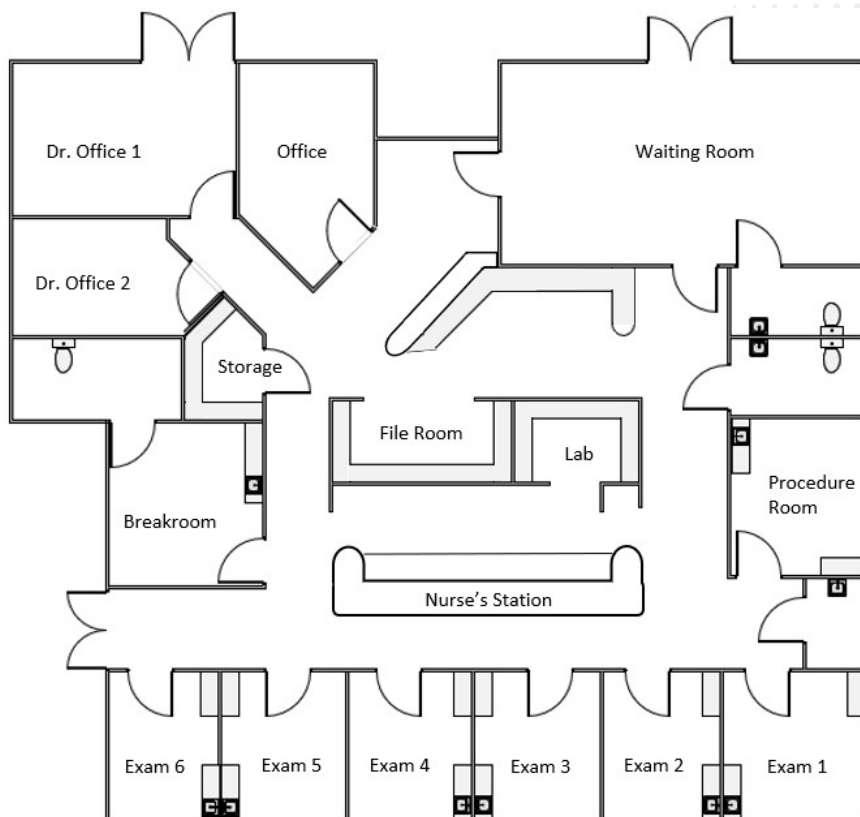 Dr. Office 1
Office
Waiting Room
Dr. Office 2
Storage
File Room
Lab
Procedure
Room
Breakroom
Nurse's Station
Exam 6
Exam 5
Exam 4
Exam 3
Exam 2
Exam 1